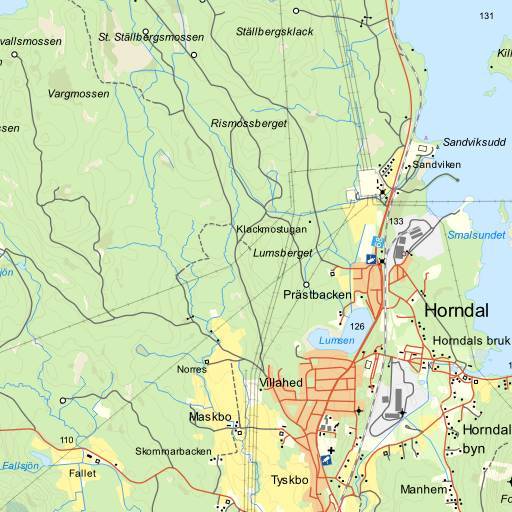 131
Ställbergsklack
St. Ställbergsmossen
vallsmossen
Kil
Vargmossen
Rismossberget
ssen
Sandviksudd
Sandviken
133
Klackmostugan
Smalsundet
Lumsberget
sjön
Prästbacken
Horndal
126
Lumsen
Horndals bruk
Norres
Villahed
Maskbo
110
Skommarbacken
Horndal
byn
Fallsjön
Fallet
Tyskbo
Manhem
Fo